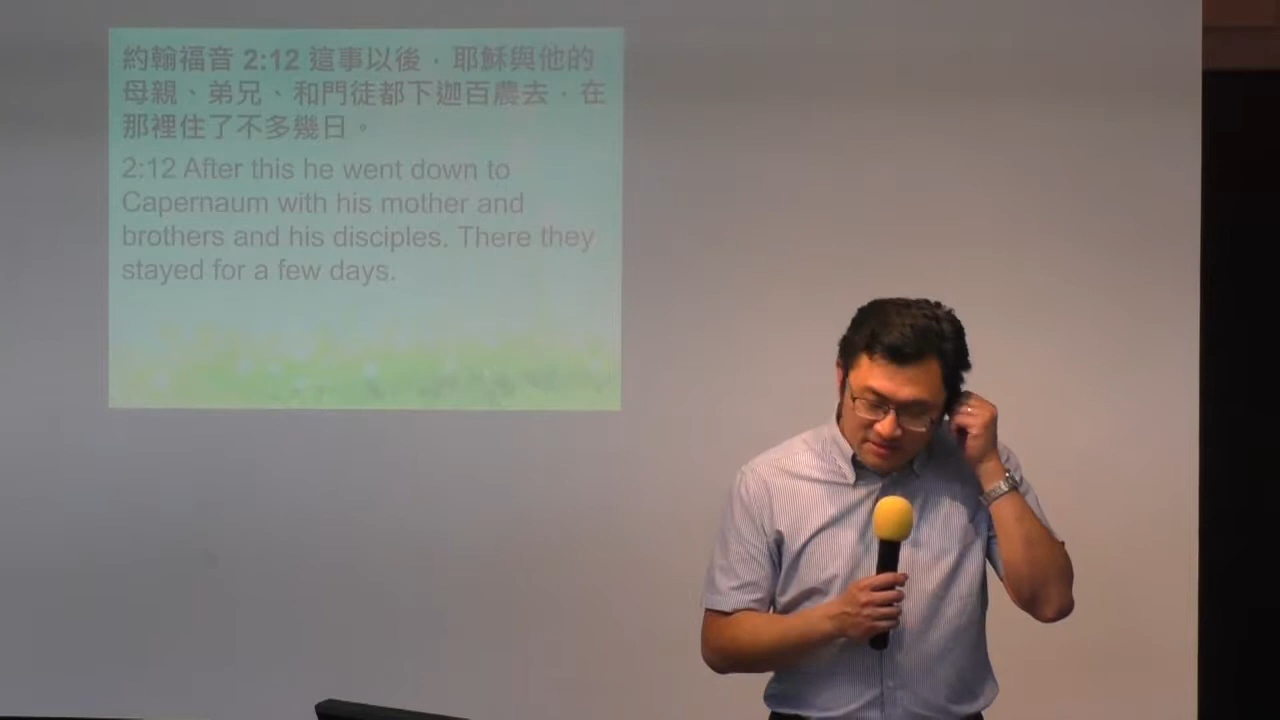 約翰福音 2:12 這事以後，耶穌與他的
母親、弟兄、和門徒都下迦百農去，在
那裡住了不多幾日。
2:12 After this he went down to
Capernaum with his mother and
brothers and his disciples. There they
stayed for a few days.